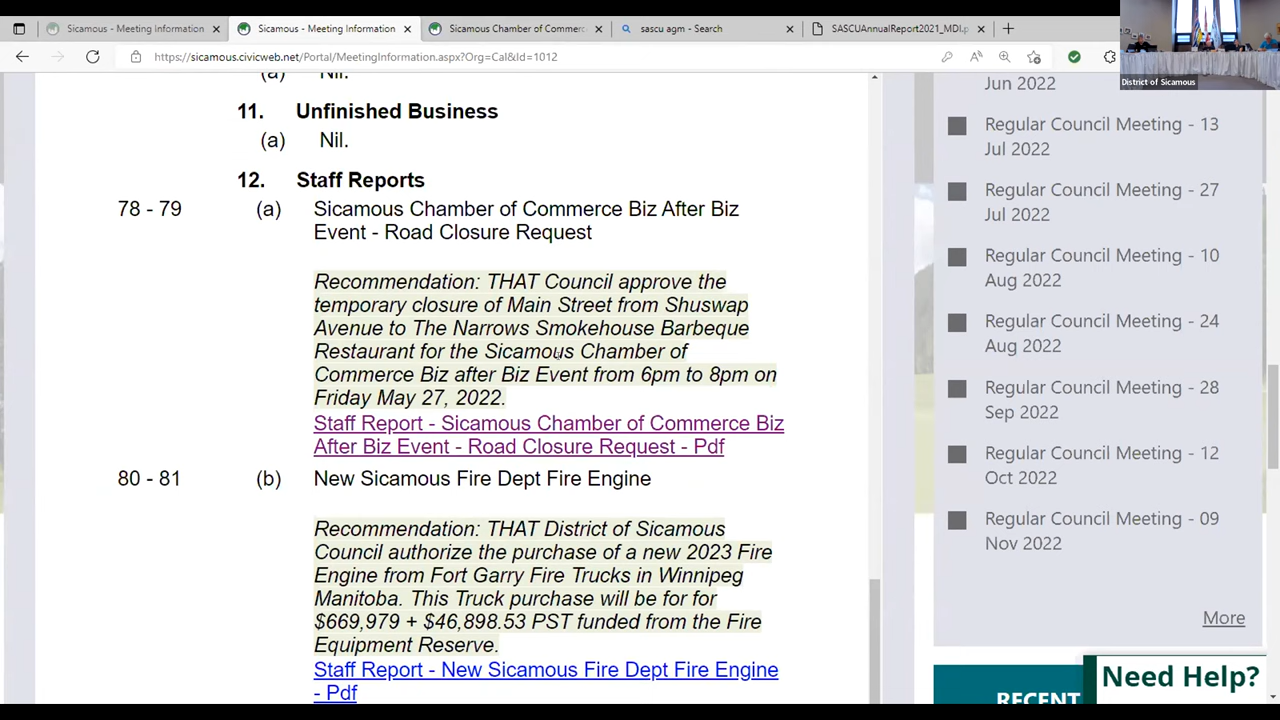 Sicamous - Meeting Information
Sicamous - Meeting Information
Sicamous Chamber of Commerc
sascu agm - Search
SASCUAnnualReport2021_MDI.p
https://sicamous.civicweb.net/Portal/MeetingInformation.aspx?Org=Cal&Id=1012
District of Sicamous
(a) Nil.
11. Unfinished Business
(a) Nil.
12. Staff Reports
78 - 79 (a) Sicamous Chamber of Commerce Biz After Biz
Event - Road Closure Request
Recommendation: THAT Council approve the
temporary closure of Main Street from Shuswap
Avenue to The Narrows Smokehouse Barbeque
Restaurant for the Sicamous Chamber of
Commerce Biz after Biz Event from 6pm to 8pm on
Friday May 27, 2022.
Staff Report - Sicamous Chamber of Commerce Biz
After Biz Event - Road Closure Request - Pdf
80 - 81 (b) New Sicamous Fire Dept Fire Engine
Recommendation: THAT District of Sicamous
Council authorize the purchase of a new 2023 Fire
Engine from Fort Garry Fire Trucks in Winnipeg
Manitoba. This Truck purchase will be for for
$669,979 + $46,898.53 PST funded from the Fire
Equipment Reserve.
Staff Report - New Sicamous Fire Dept Fire Engine
- Pdf
Jun 2022
Regular Council Meeting - 13
Jul 2022
Regular Council Meeting - 27
Jul 2022
Regular Council Meeting - 10
Aug 2022
Regular Council Meeting - 24
Aug 2022
Regular Council Meeting - 28
Sep 2022
Regular Council Meeting - 12
Oct 2022
Regular Council Meeting - 09
Nov 2022
More
Need Help?
RECENT